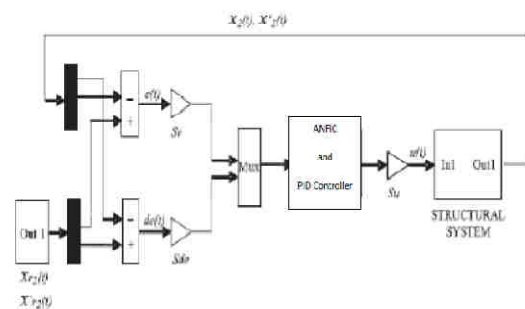 X₂(t), X'₂(t)
-
e(t)
+
Se
Mux
ANFIC
and
PID Controller
u(t)
Su
In1 Out1
STRUCTURAL
SYSTEM
Out 1
-
de(t)
+
Sde
Xr₂(t)
X'r₂(t)